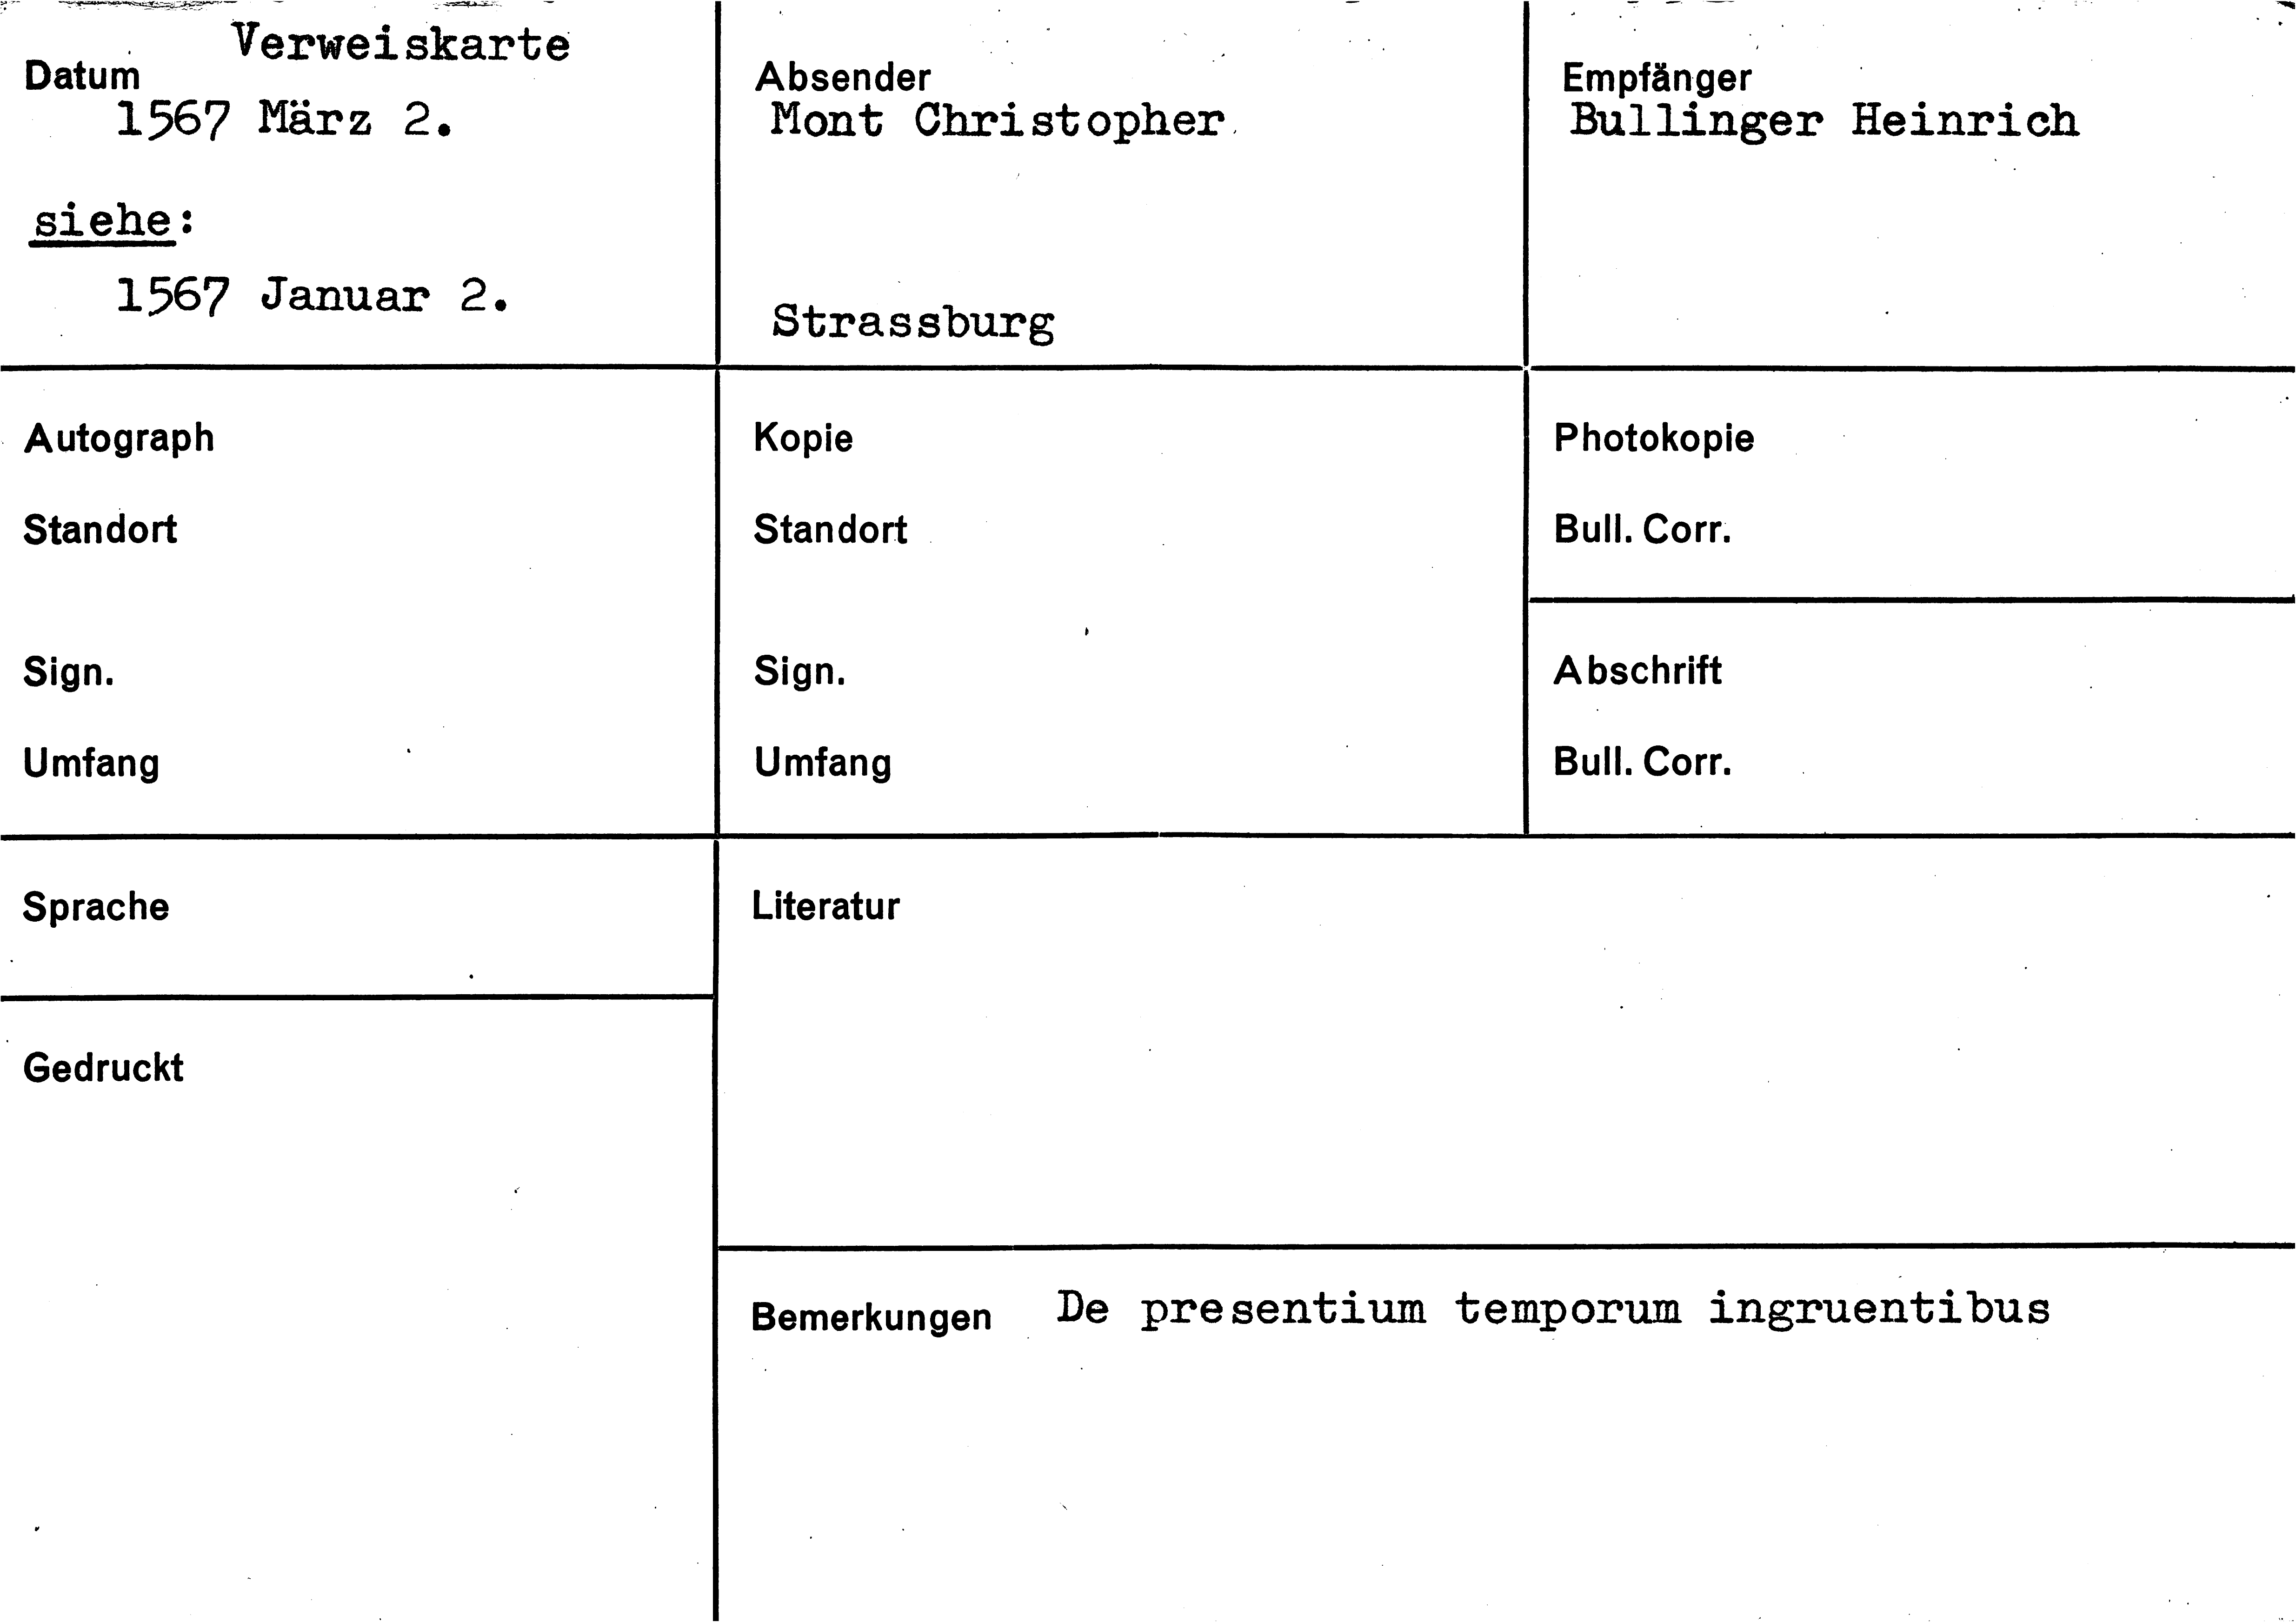 Verweiskarte
Datum
1567 März 2.
siehe:
1567 Januar 2.
Absender
Mont Christopher
Strassburg
Empfänger
Bullinger Heinrich
Autograph
Standort
Sign.
Umfang
Kopie
Standort
Sign.
Umfang
Photokopie
Bull. Corr.
Abschrift
Bull. Corr.
Sprache
Gedruckt
Literatur
Bemerkungen De presentium temporum ingruentibus